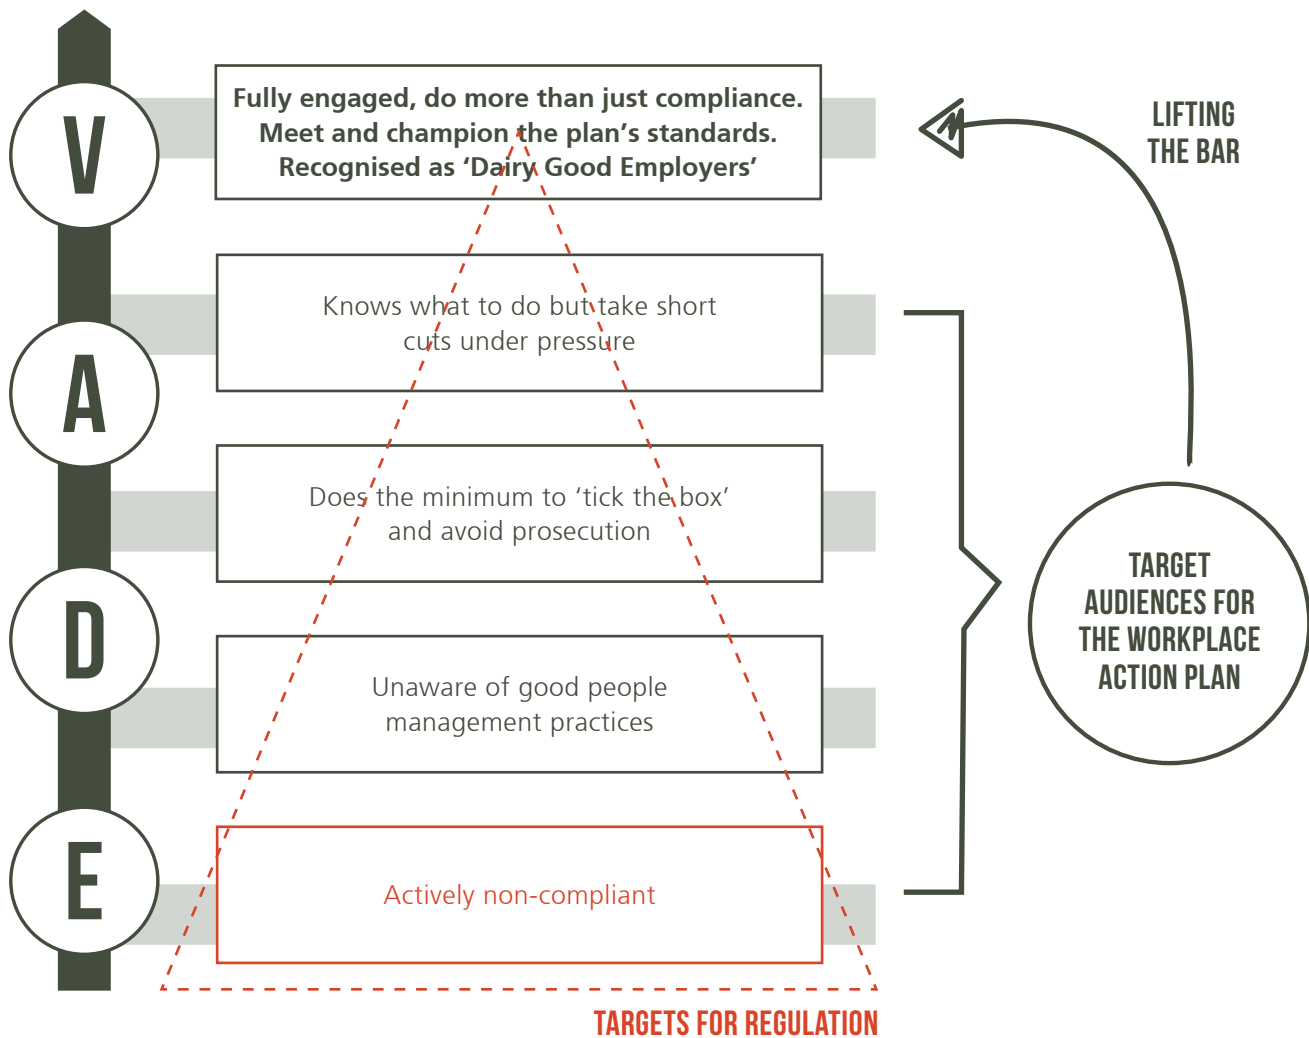 V
Fully engaged, do more than just compliance.
Meet and champion the plan’s standards.
Recognised as ‘Dairy Good Employers’
LIFTING
THE BAR
A
Knows what to do but take short
cuts under pressure
Does the minimum to ‘tick the box’
and avoid prosecution
TARGET
AUDIENCES FOR
THE WORKPLACE
ACTION PLAN
D
Unaware of good people
management practices
E
Actively non-compliant
TARGETS FOR REGULATION